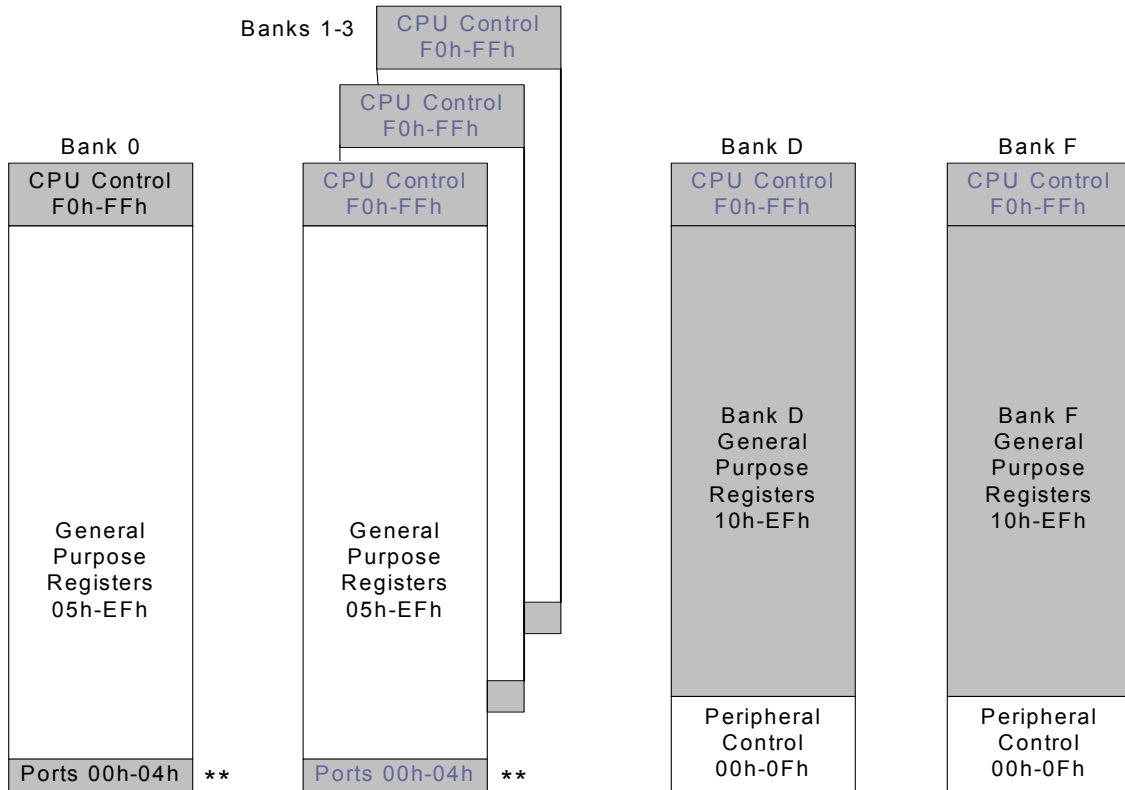 Banks 1-3
CPU Control
F0h-FFh
CPU Control
F0h-FFh
Bank 0
CPU Control
F0h-FFh
General
Purpose
Registers
05h-EFh
Ports 00h-04h **
CPU Control
F0h-FFh
General
Purpose
Registers
05h-EFh
Ports 00h-04h **
Bank D
CPU Control
F0h-FFh
Bank D
General
Purpose
Registers
10h-EFh
Peripheral
Control
00h-0Fh
Bank F
CPU Control
F0h-FFh
Bank F
General
Purpose
Registers
10h-EFh
Peripheral
Control
00h-0Fh